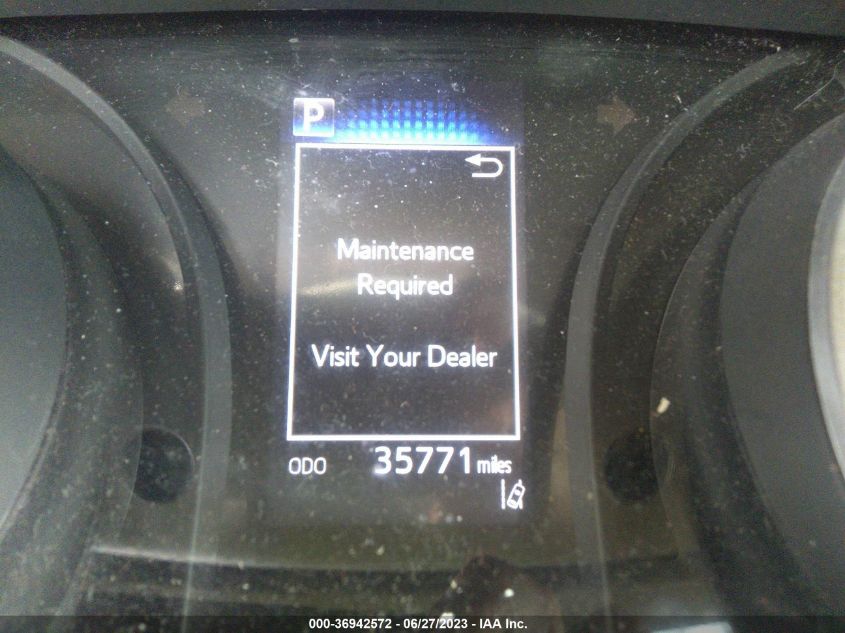 P
Maintenance
Required
Visit Your Dealer
ODO 35771 miles
000-36942572 / 06/27/2023 - IAA Inc.